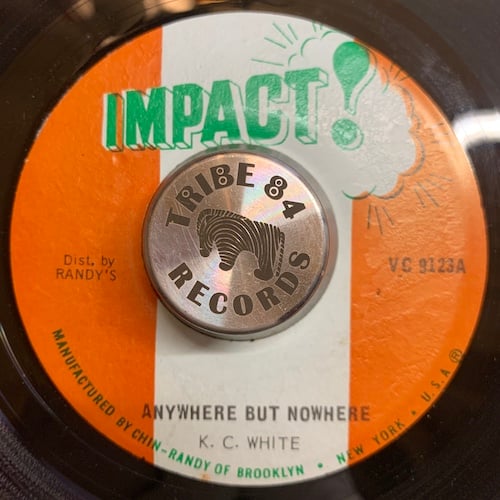 IMPACT!
TRIBE 84
RECORDS
Dist. by
RANDY'S
VC 9123A
ANYWHERE BUT NOWHERE
K. C. WHITE
MANUFACTURED BY CHIN-RANDY OF BROOKLYN • NEW YORK • U.S.A ®